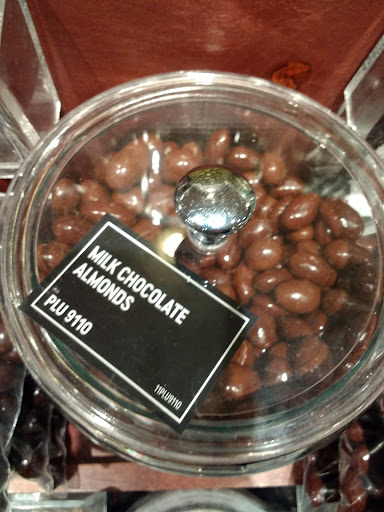 MILK CHOCOLATE
ALMONDS
PLU 9110
11PLU9110